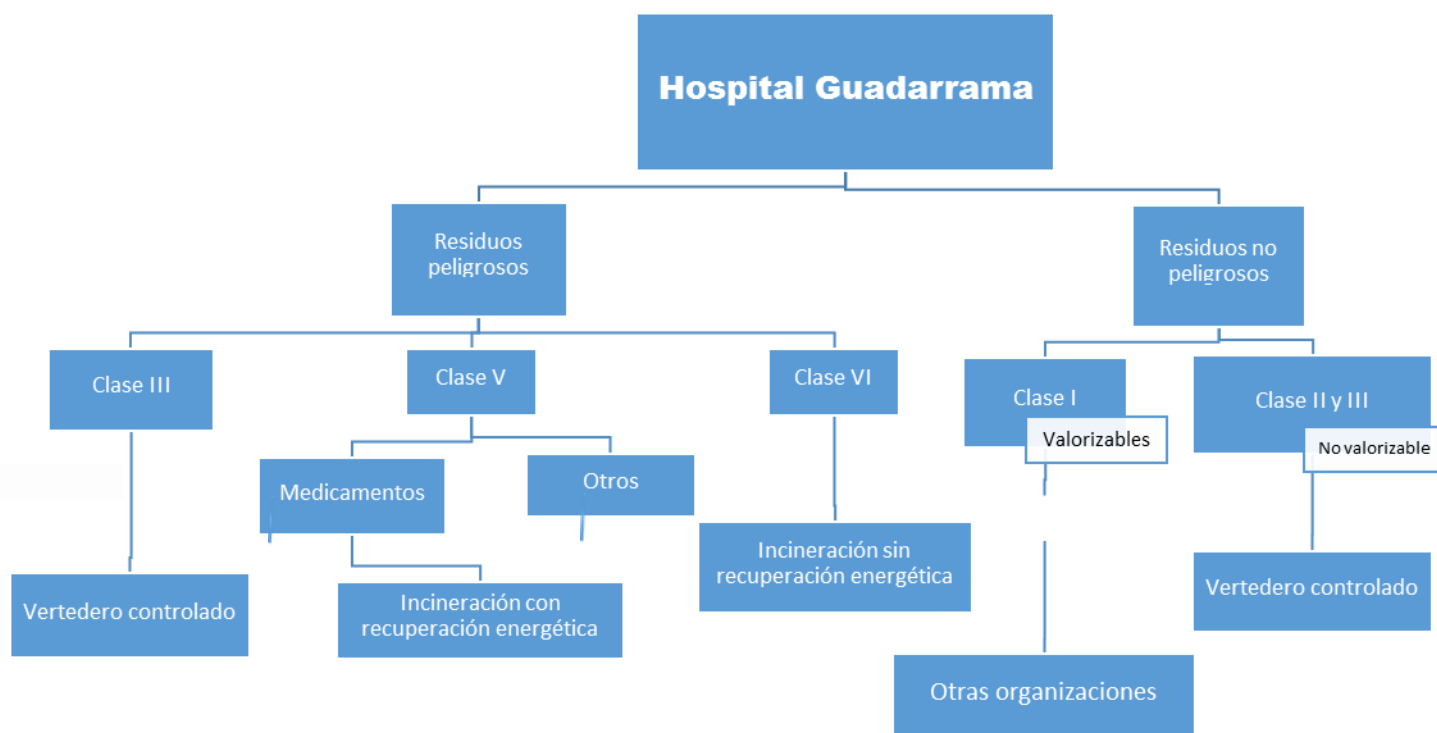 Hospital Guadarrama
Residuos
peligrosos
Residuos no
peligrosos
Clase III
Clase V
Clase VI
Clase I
Valorizables
Clase II y III
No valorizable
Medicamentos
Otros
Vertedero controlado
Incineración con
recuperación energética
Incineración sin
recuperación energética
Otras organizaciones
Vertedero controlado